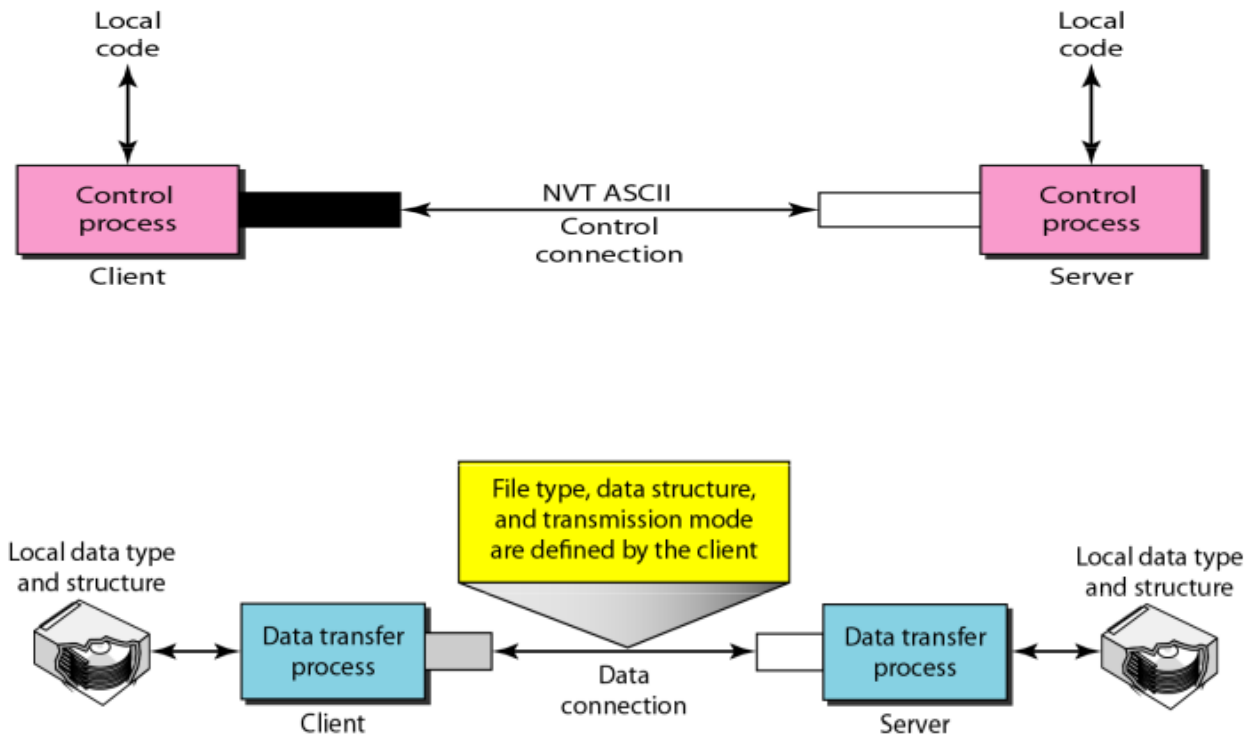 Local
code
Local
code
Control
process
NVT ASCII
Control
connection
Control
process
Client
Server
File type, data structure,
and transmission mode
are defined by the client
Local data type
and structure
Local data type
and structure
Data transfer
process
Data
connection
Data transfer
process
Client
Server